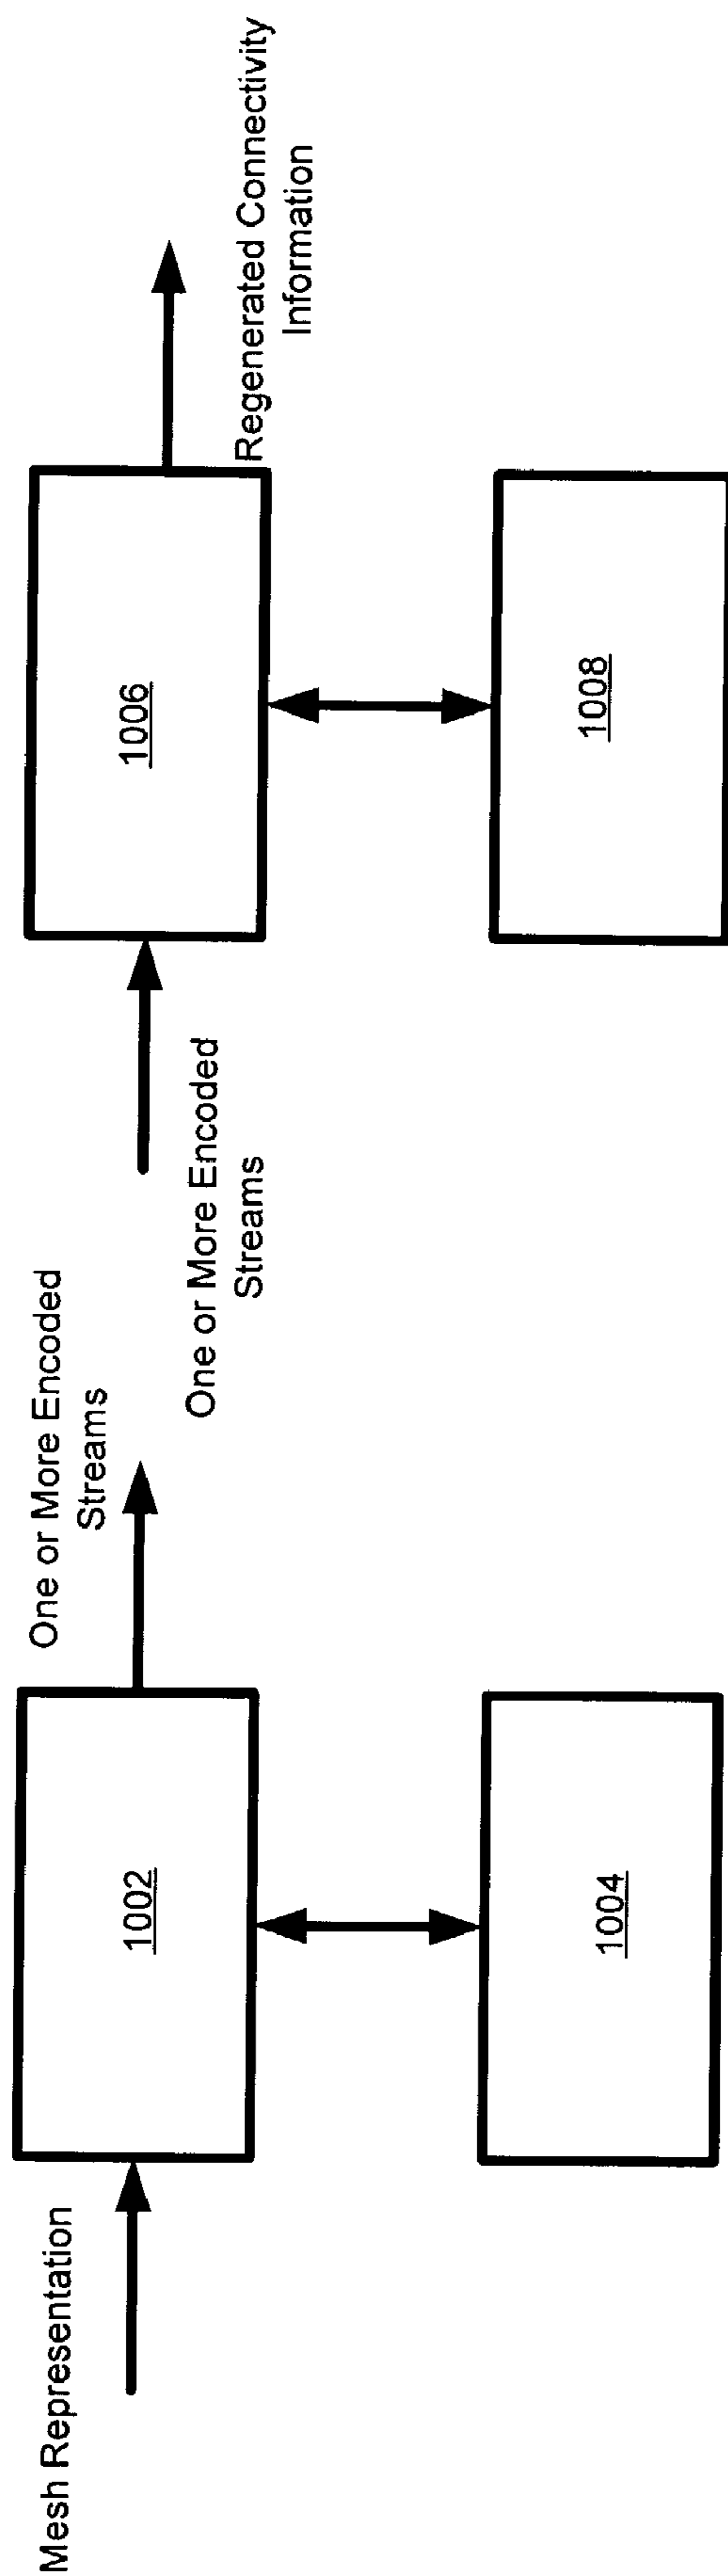 Mesh Representation
1002
1004
One or More Encoded
Streams
One or More Encoded
Streams
1006
1008
Regenerated Connectivity
Information